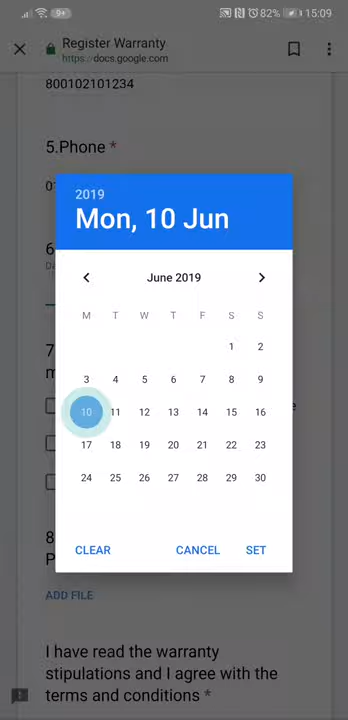 9+ 82% 15:09
Register Warranty
https://docs.google.com
800102101234
5.Phone *
2019
Mon, 10 Jun
June 2019
M T W T F S S
1 2
3 4 5 6 7 8 9
10 11 12 13 14 15 16
17 18 19 20 21 22 23
24 25 26 27 28 29 30
CLEAR CANCEL SET
ADD FILE
I have read the warranty
stipulations and I agree with the
terms and conditions *